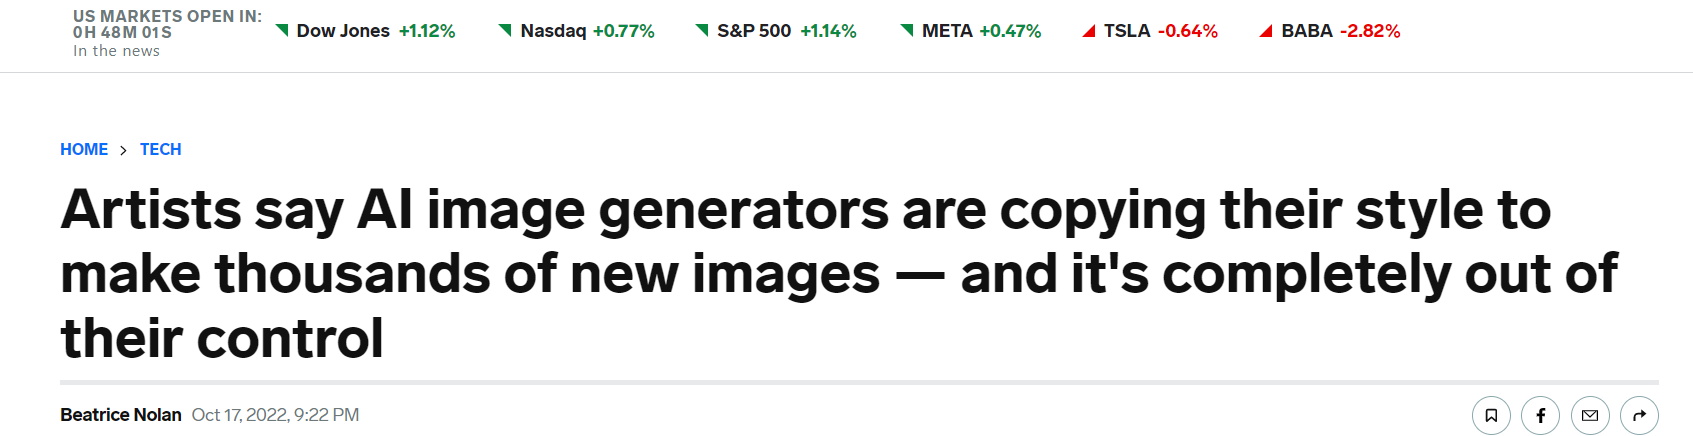 US MARKETS OPEN IN:
0H 48M 01S
In the news
Dow Jones +1.12%
Nasdaq +0.77%
S&P 500 +1.14%
META +0.47%
TSLA -0.64%
BABA -2.82%
HOME > TECH
Artists say AI image generators are copying their style to
make thousands of new images — and it's completely out of
their control
Beatrice Nolan Oct 17, 2022, 9:22 PM